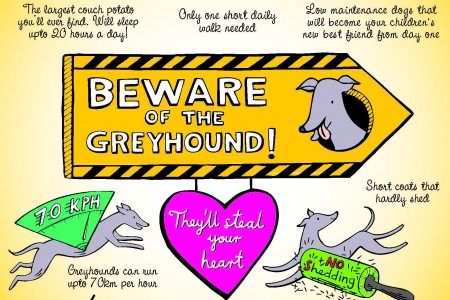 The largest couch potato
you'll ever find. Will sleep
upto 20 hours a day!
Only one short daily
walk needed
Low maintenance dogs that
will become your children's
new best friend from day one
BEWARE
OF THE
GREYHOUND!
70 KPH
Greyhounds can run
upto 70km per hour
They'll steal
your
heart
Short coats that
hardly shed
NO
Shedding